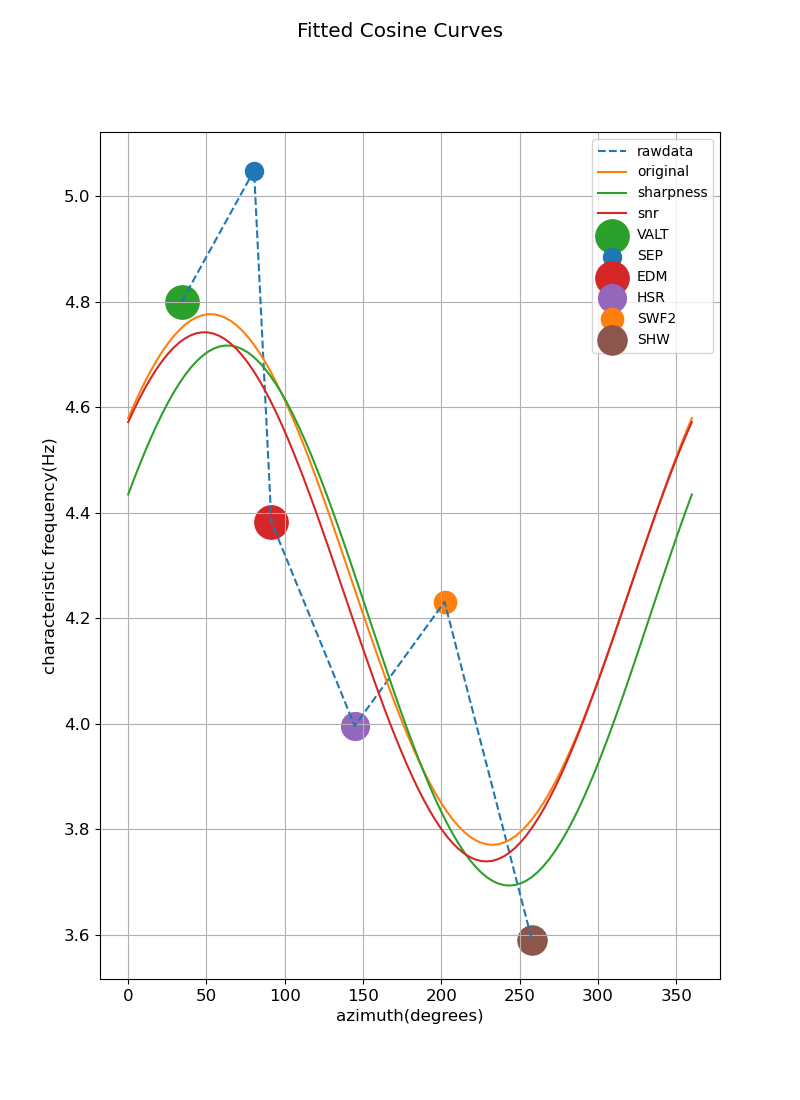 Fitted Cosine Curves
rawdata
original
sharpness
snr
VALT
SEP
EDM
HSR
SWF2
SHW
characteristic frequency(Hz)
5.0
4.8
4.6
4.4
4.2
4.0
3.8
3.6
0 50 100 150 200 250 300 350
azimuth(degrees)